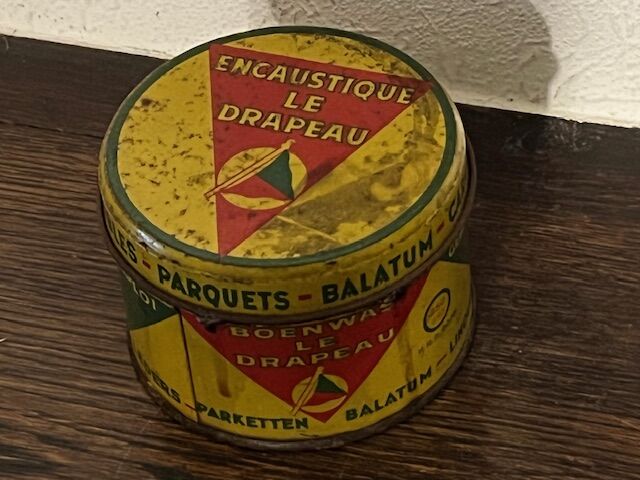 ENCAUSTIQUE
LE
DRAPEAU
PARQUETS - BALATUM -
BOENWAS
LE
DRAPEAU
PARKETTEN BALATUM -